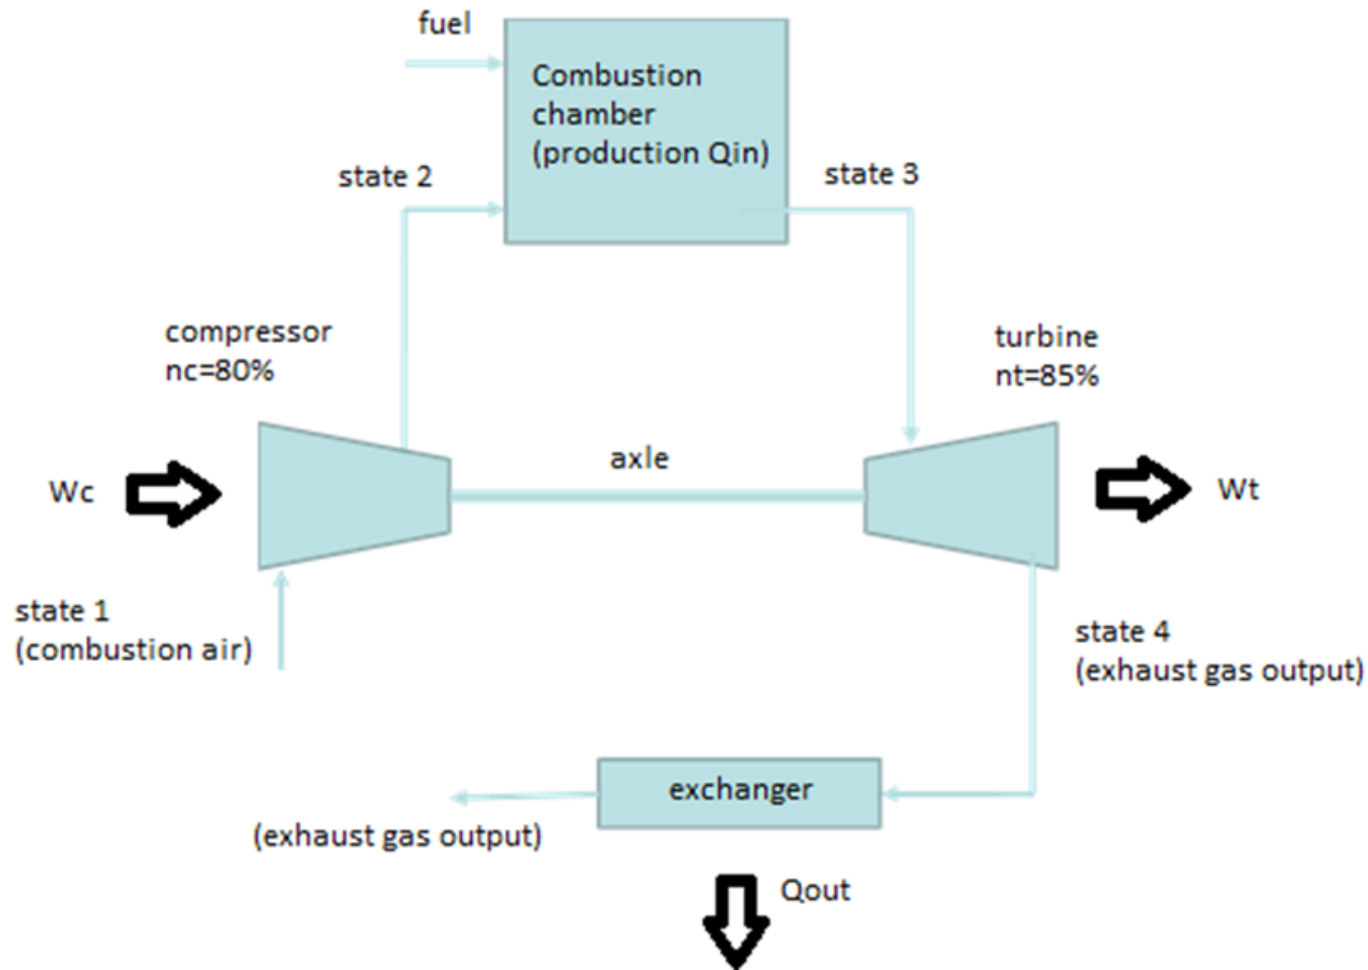 fuel
Combustion
chamber
(production Qin)
state 2
state 3
compressor
nc=80%
turbine
nt=85%
axle
Wc
Wt
state 1
(combustion air)
state 4
(exhaust gas output)
exchanger
(exhaust gas output)
Qout